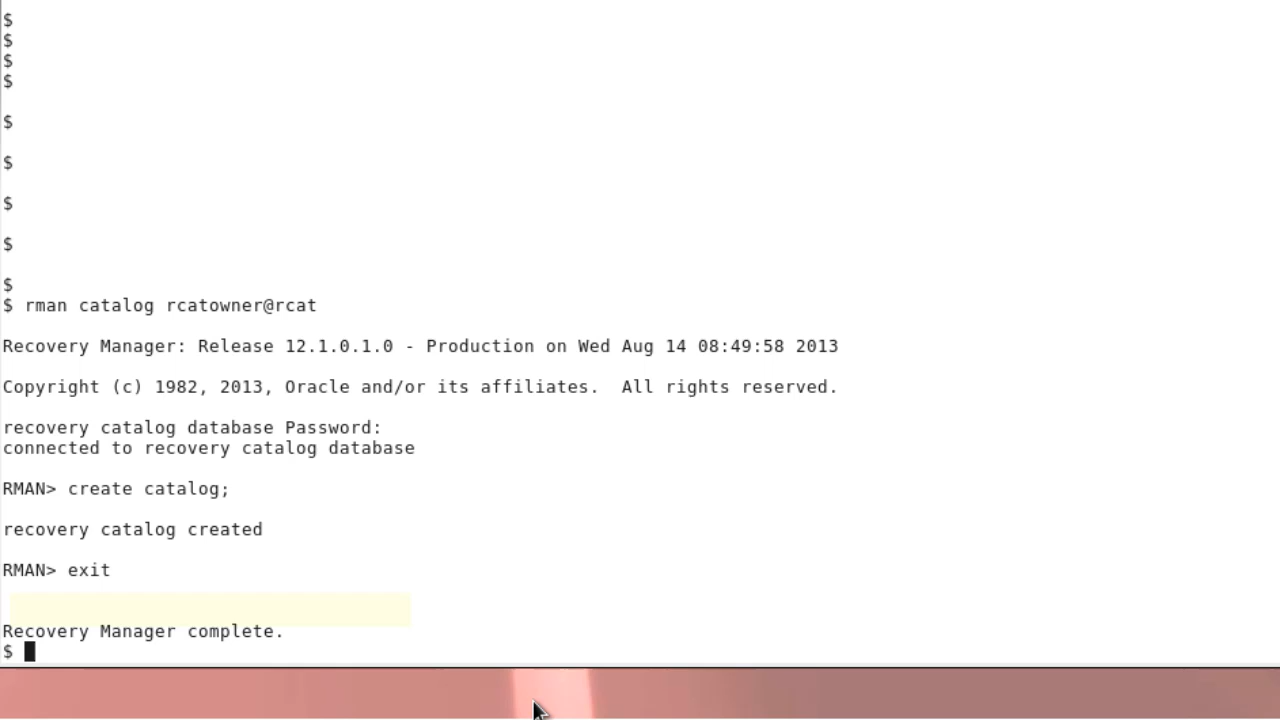 $
$
$
$
$
$
$
$
$
$ rman catalog rcatowner@rcat
Recovery Manager: Release 12.1.0.1.0 - Production on Wed Aug 14 08:49:58 2013
Copyright (c) 1982, 2013, Oracle and/or its affiliates.  All rights reserved.
recovery catalog database Password:
connected to recovery catalog database
RMAN> create catalog;
recovery catalog created
RMAN> exit
Recovery Manager complete.
$